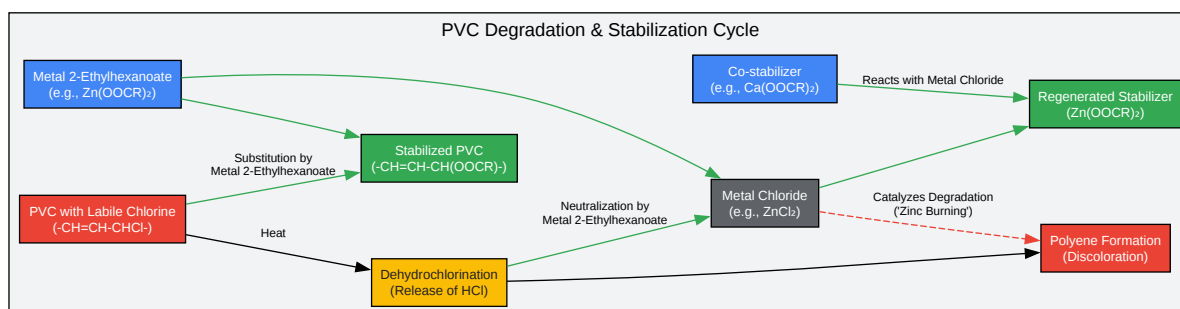 PVC Degradation & Stabilization Cycle
Metal 2-Ethylhexanoate
(e.g., Zn(OOCR)₂)
Co-stabilizer
(e.g., Ca(OOCR)₂)
Reacts with Metal Chloride
Regenerated Stabilizer
(Zn(OOCR)₂)
Substitution by
Metal 2-Ethylhexanoate
Stabilized PVC
(-CH=CH-CH(OOCR)-)
PVC with Labile Chlorine
(-CH=CH-CHCl-)
Heat
Neutralization by
Metal 2-Ethylhexanoate
Metal Chloride
(e.g., ZnCl₂)
Catalyzes Degradation
('Zinc Burning')
Polyene Formation
(Discoloration)
Dehydrochlorination
(Release of HCl)